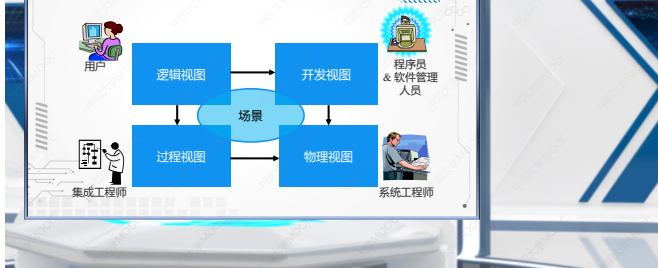 用户
逻辑视图
开发视图
程序员
& 软件管理
人员
场景
过程视图
物理视图
集成工程师
系统工程师